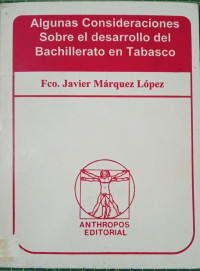 Algunas Consideraciones
Sobre el desarrollo del
Bachillerato en Tabasco
Fco. Javier Márquez López
ANTHROPOS
EDITORIAL